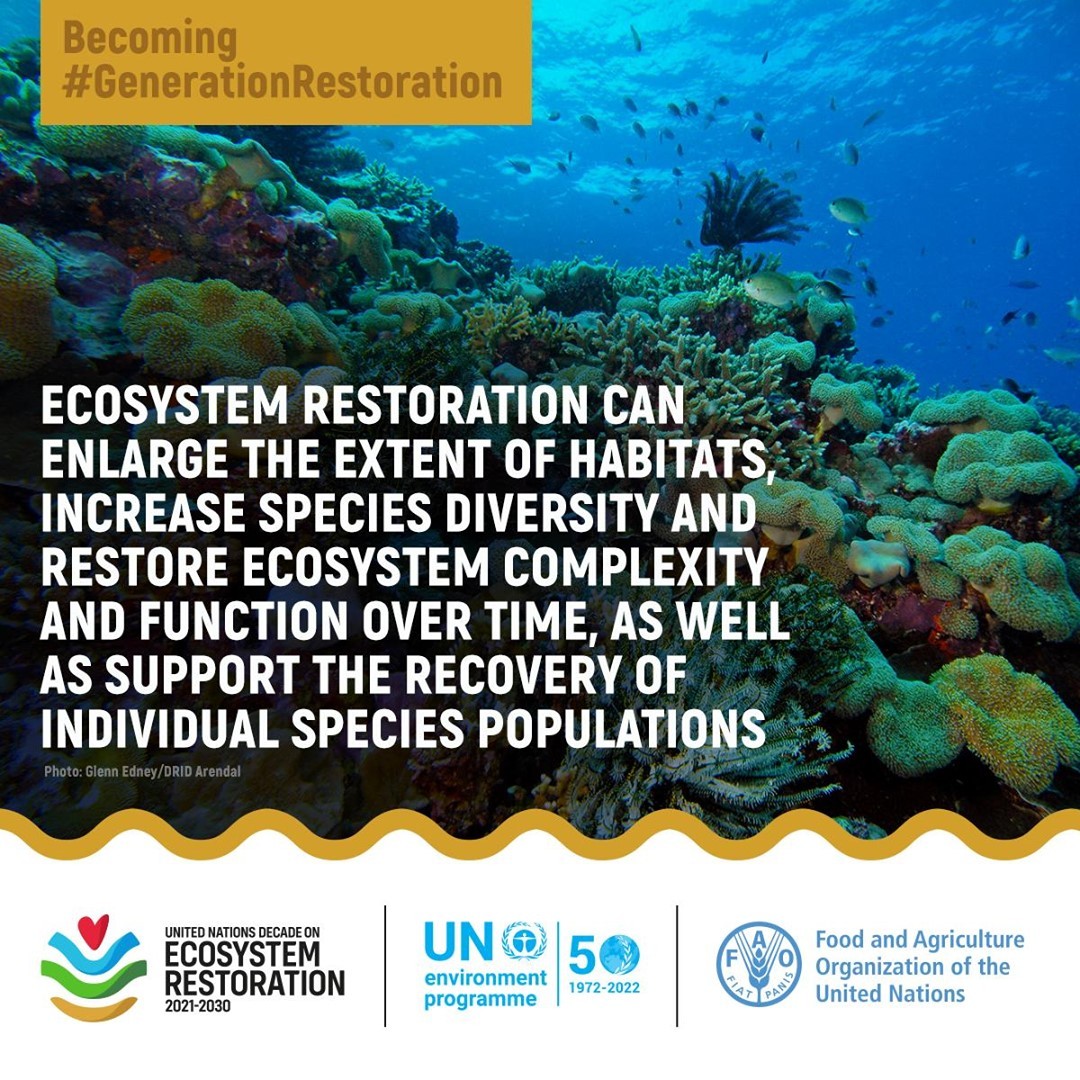 Becoming
#GenerationRestoration
ECOSYSTEM RESTORATION CAN
ENLARGE THE EXTENT OF HABITATS,
INCREASE SPECIES DIVERSITY AND
RESTORE ECOSYSTEM COMPLEXITY
AND FUNCTION OVER TIME, AS WELL
AS SUPPORT THE RECOVERY OF
INDIVIDUAL SPECIES POPULATIONS
Photo: Glenn Edney/DRID Arendal
UNITED NATIONS DECADE ON
ECOSYSTEM
RESTORATION
2021-2030
UN
environment
programme
50
1972-2022
FAO
FIAT PANIS
Food and Agriculture
Organization of the
United Nations